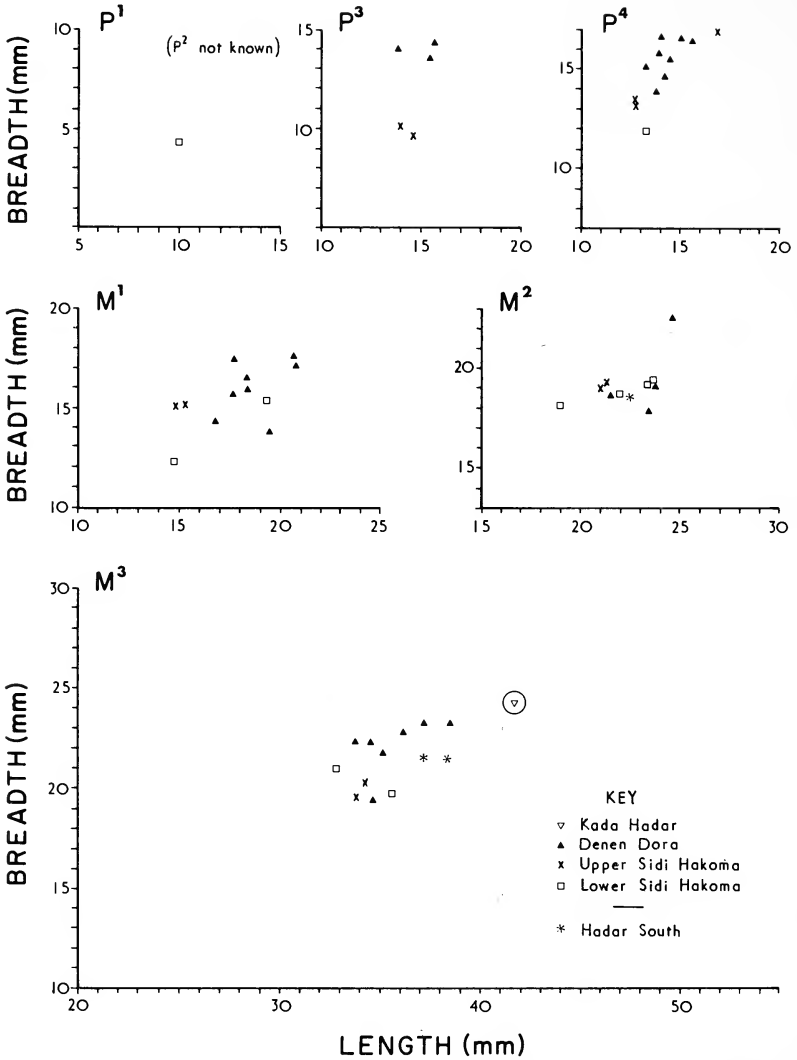 P¹
(P² not known)
10
5
0
5 10 15
BREADTH (mm)
P³
15
10
10 15 20
P⁴
15
10
10 20
M¹
20
15
10
10 15 20 25
BREADTH (mm)
M²
20
15
15 20 25 30
M³
30
25
20
15
10
20 30 40 50
BREADTH (mm)
LENGTH (mm)
KEY
Kada Hadar
Denen Dora
Upper Sidi Hakoma
Lower Sidi Hakoma
Hadar South